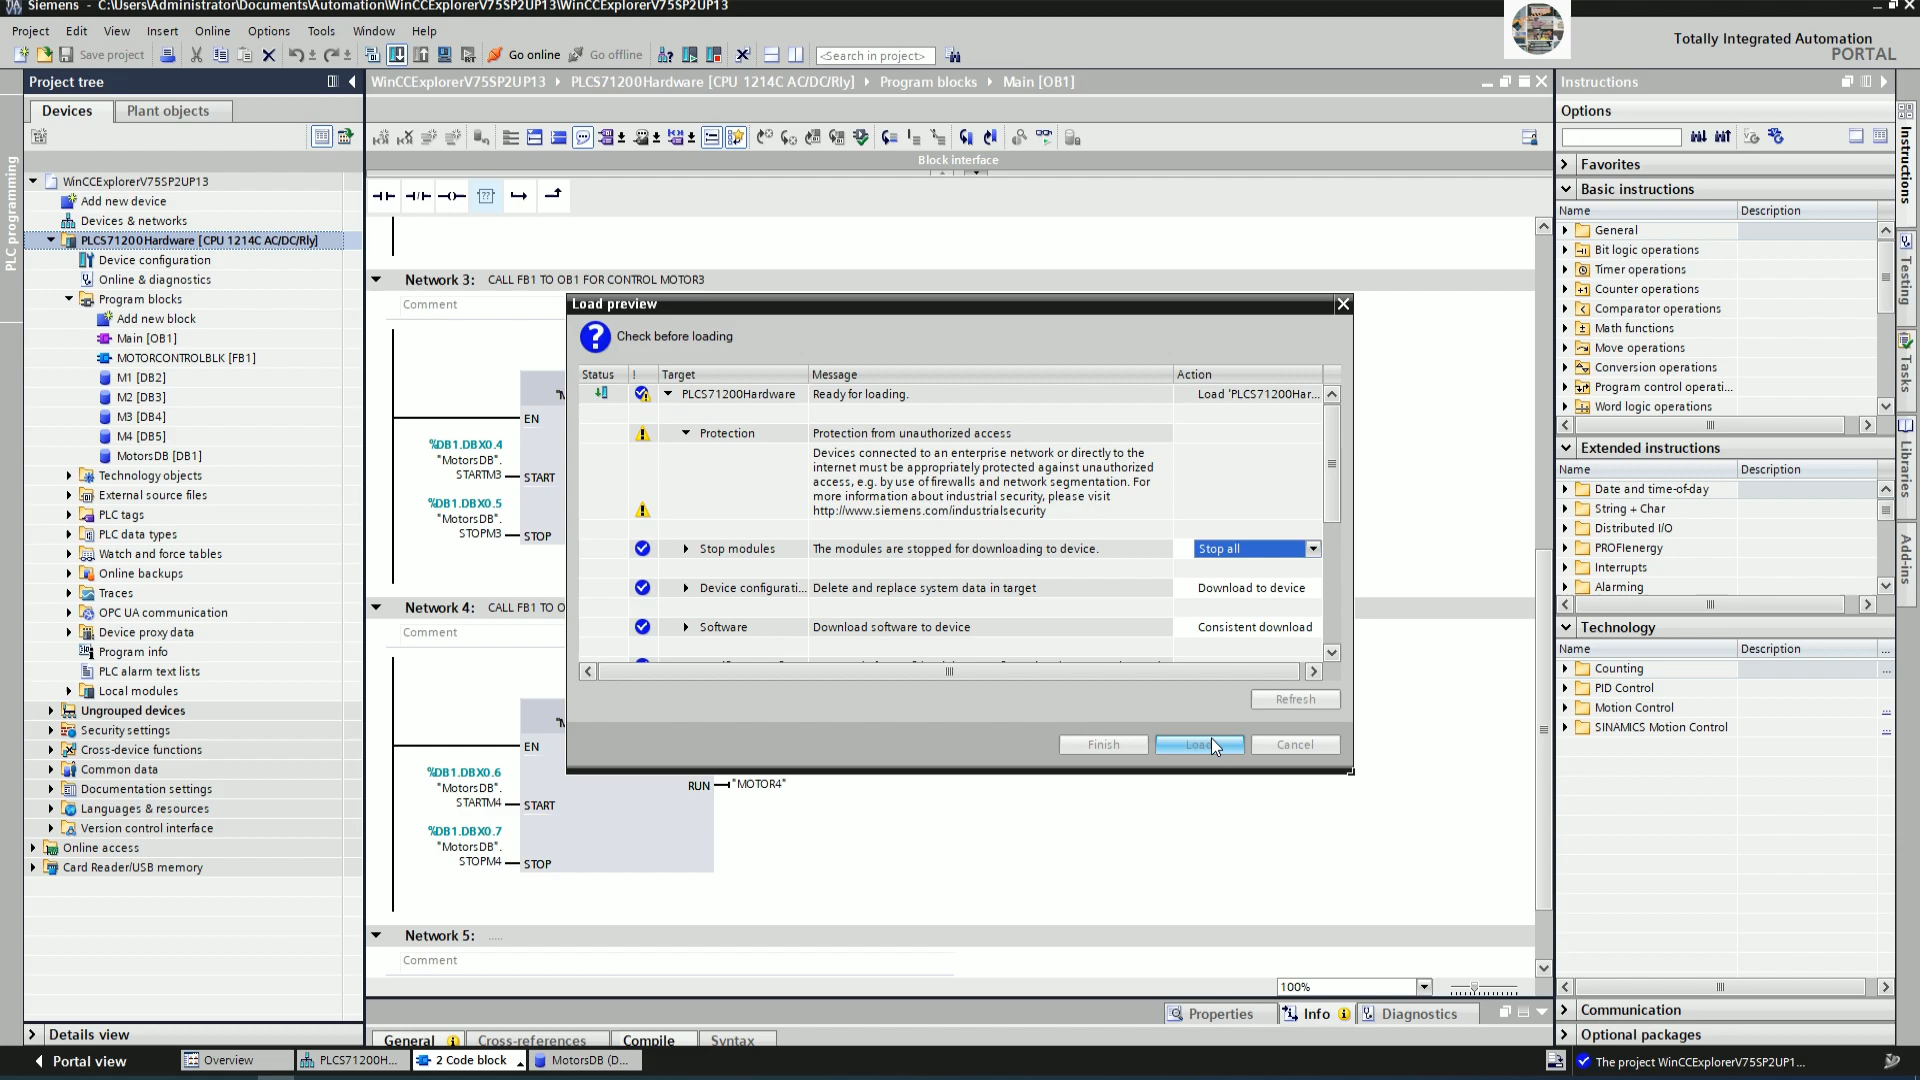 Siemens - C:\Users\Administrator\Documents\Automation\WinCCExplorerV75SP2UP13\WinCCExplorerV75SP2UP13
Project Edit View Insert Online Options Tools Window Help
Totally Integrated Automation
PORTAL
Save project
Go online
Go offline
<Search in project>
Project tree
WinCCExplorerV75SP2UP13 PLCS71200Hardware [CPU 1214C AC/DC/Rly] Program blocks Main [OB1]
Instructions
Devices
Plant objects
Options
Block interface
PLC programming
WinCCExplorerV75SP2UP13
Add new device
Devices & networks
PLCS71200Hardware [CPU 1214C AC/DC/Rly]
Device configuration
Online & diagnostics
Program blocks
Add new block
Main [OB1]
MOTORCONTROLBLK [FB1]
M1 [DB2]
M2 [DB3]
M3 [DB4]
M4 [DB5]
MotorsDB [DB1]
Technology objects
External source files
PLC tags
PLC data types
Watch and force tables
Online backups
Traces
OPC UA communication
Device proxy data
Program info
PLC alarm text lists
Local modules
Ungrouped devices
Security settings
Cross-device functions
Common data
Documentation settings
Languages & resources
Version control interface
Online access
Card Reader/USB memory
Details view
Network 3: CALL FB1 TO OB1 FOR CONTROL MOTOR3
Comment
EN
%DB1.DBX0.4
"MotorsDB".
STARTM3
START
%DB1.DBX0.5
"MotorsDB".
STOPM3
STOP
Network 4: CALL FB1 TO O
Comment
EN
%DB1.DBX0.6
"MotorsDB".
STARTM4
START
%DB1.DBX0.7
"MotorsDB".
STOPM4
STOP
RUN
"MOTOR4"
Network 5: .....
Comment
Load preview
? Check before loading
Status ! Target Message Action
PLCS71200Hardware Ready for loading. Load 'PLCS71200Har...
Protection Protection from unauthorized access
Devices connected to an enterprise network or directly to the
internet must be appropriately protected against unauthorized
access, e.g. by use of firewalls and network segmentation. For
more information about industrial security, please visit
http://www.siemens.com/industrialsecurity
Stop modules The modules are stopped for downloading to device. Stop all
Device configurati... Delete and replace system data in target Download to device
Software Download software to device Consistent download
Refresh
Finish Load Cancel
100%
Properties Info Diagnostics
General Cross-references Compile Syntax
Favorites
Basic instructions
Name Description
General
Bit logic operations
Timer operations
Counter operations
Comparator operations
Math functions
Move operations
Conversion operations
Program control operati...
Word logic operations
Extended instructions
Name Description
Date and time-of-day
String + Char
Distributed I/O
PROFIenergy
Interrupts
Alarming
Technology
Name Description ...
Counting ...
PID Control
Motion Control ...
SINAMICS Motion Control ...
Communication
Optional packages
Instructions
Testing
Tasks
Libraries
Add-ins
Portal view
Overview
PLCS71200H...
2 Code block
MotorsDB (D...
The project WinCCExplorerV75SP2UP1...